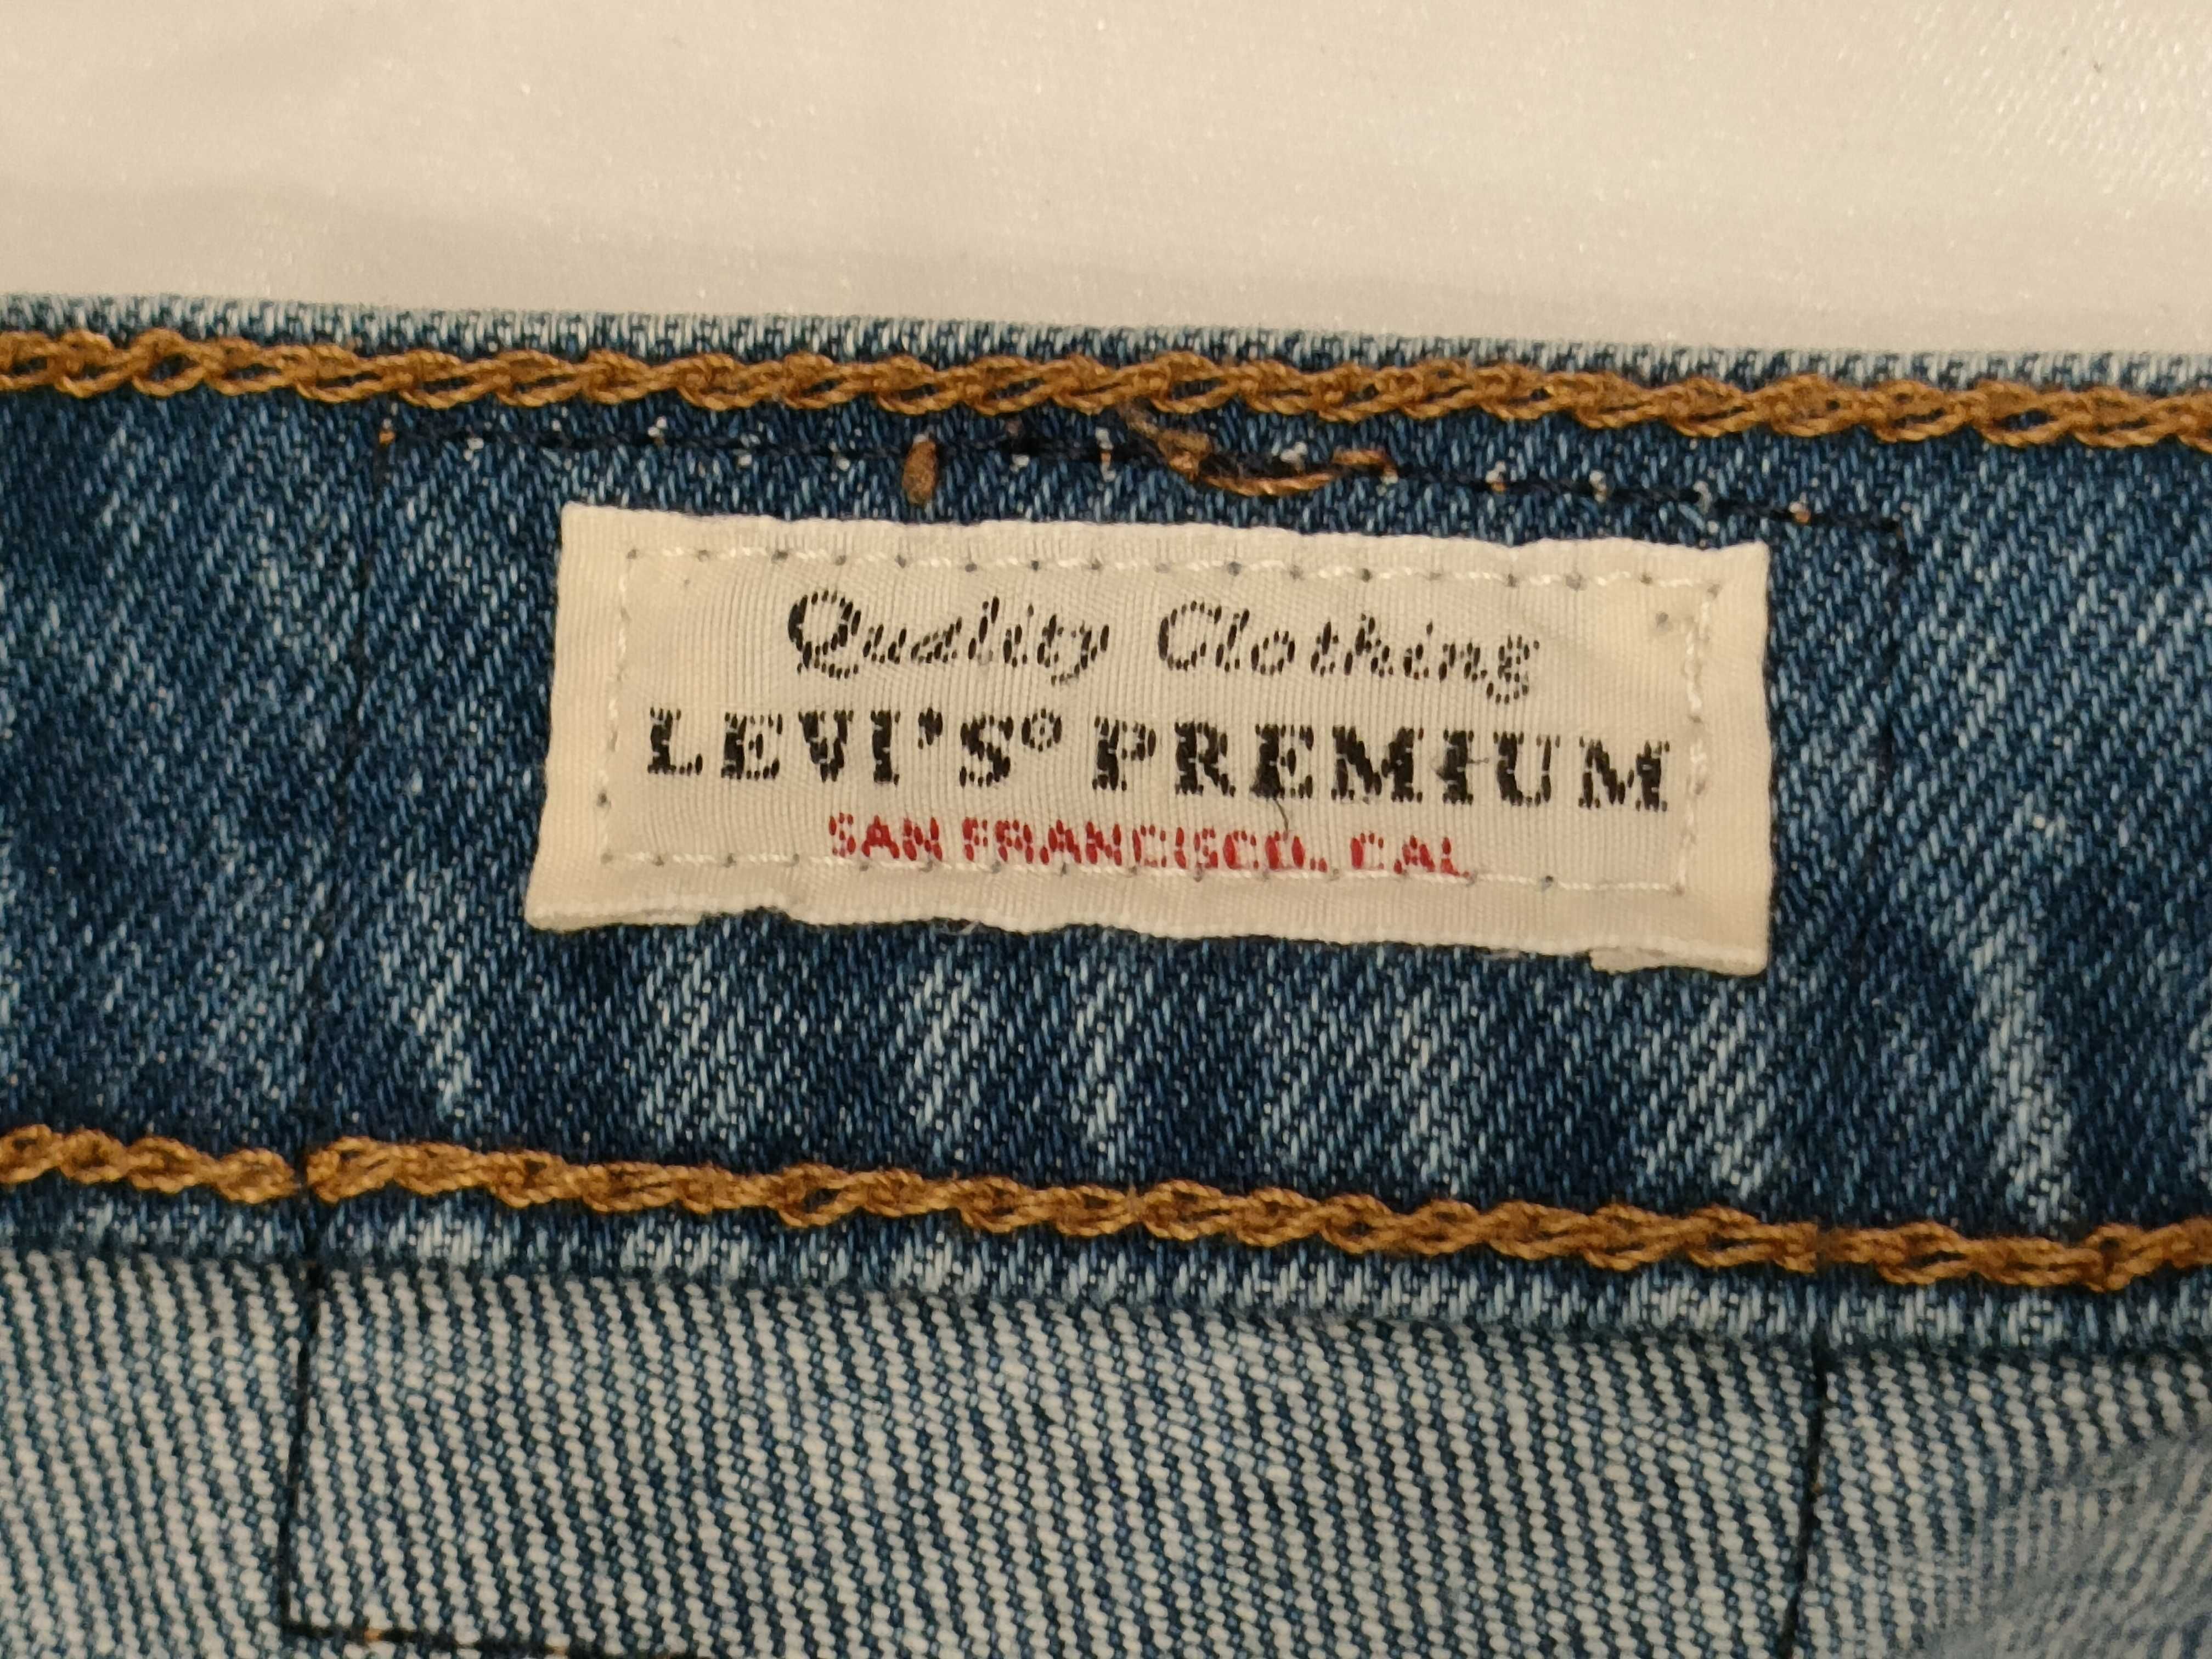 Quality Clothing
LEVI'S® PREMIUM
SAN FRANCISCO, CAL